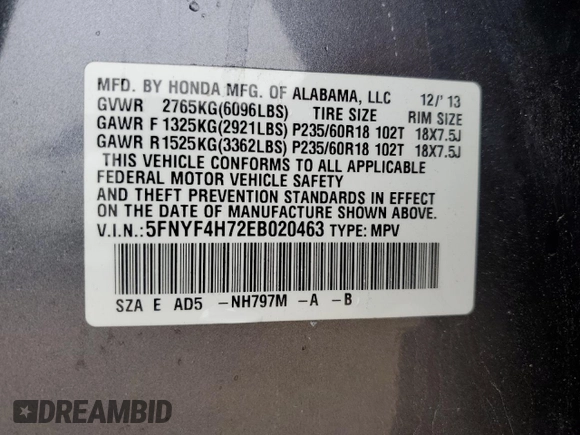 MFD. BY HONDA MFG. OF ALABAMA, LLC 12/'13
GVWR 2765KG(6096LBS) TIRE SIZE RIM SIZE
GAWR F 1325KG(2921LBS) P235/60R18 102T 18X7.5J
GAWR R 1525KG(3362LBS) P235/60R18 102T 18X7.5J
THIS VEHICLE CONFORMS TO ALL APPLICABLE
FEDERAL MOTOR VEHICLE SAFETY
AND THEFT PREVENTION STANDARDS IN EFFECT
ON THE DATE OF MANUFACTURE SHOWN ABOVE.
V.I.N.:5FNYF4H72EB020463 TYPE: MPV
SZA E AD5 -NH797M -A -B
DREAMBID